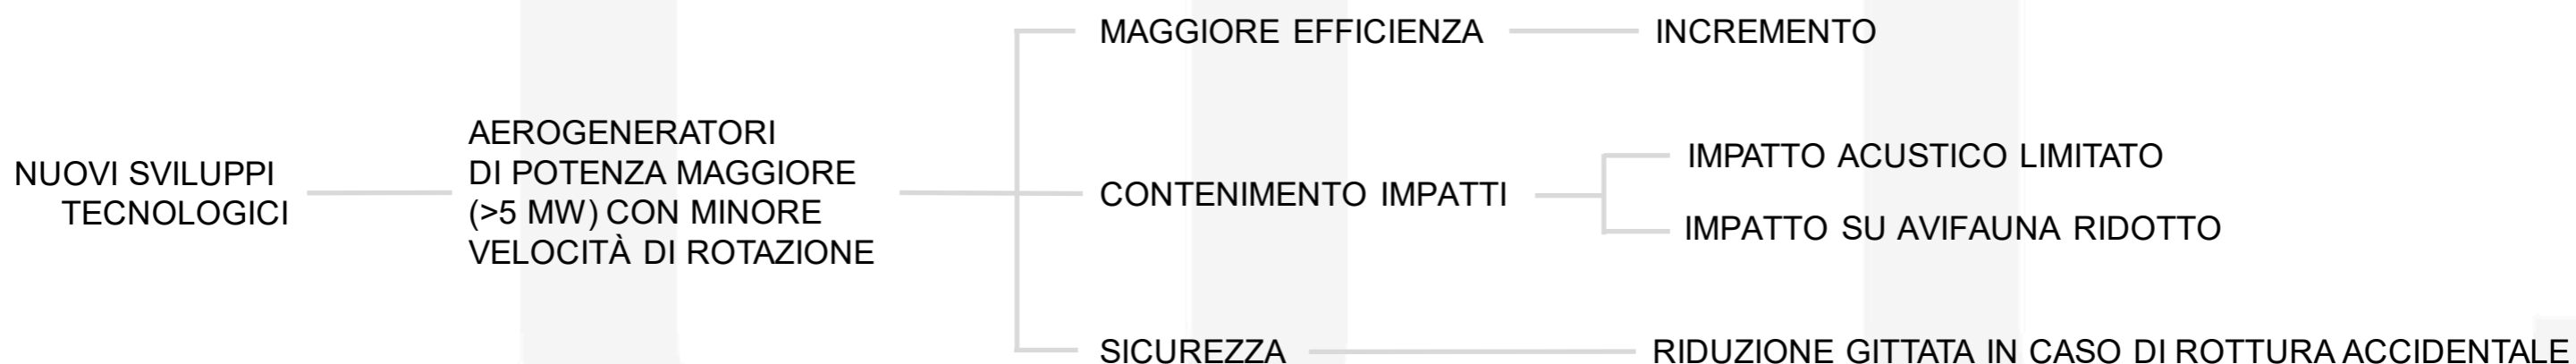 NUOVI SVILUPPI
TECNOLOGICI
AEROGENERATORI
DI POTENZA MAGGIORE
(>5 MW) CON MINORE
VELOCITÀ DI ROTAZIONE
MAGGIORE EFFICIENZA
INCREMENTO
CONTENIMENTO IMPATTI
IMPATTO ACUSTICO LIMITATO
IMPATTO SU AVIFAUNA RIDOTTO
SICUREZZA
RIDUZIONE GITTATA IN CASO DI ROTTURA ACCIDENTALE